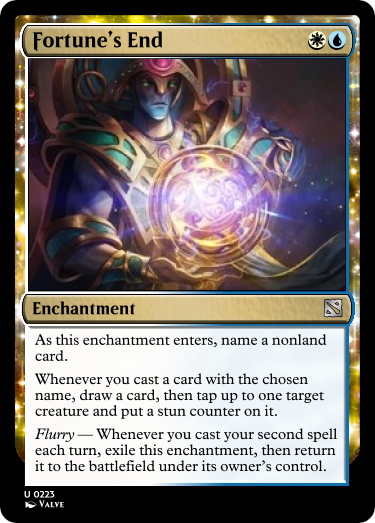 Fortune's End
Enchantment
As this enchantment enters, name a nonland
card.
Whenever you cast a card with the chosen
name, draw a card, then tap up to one target
creature and put a stun counter on it.
Flurry — Whenever you cast your second spell
each turn, exile this enchantment, then return
it to the battlefield under its owner's control.
U 0223
Valve